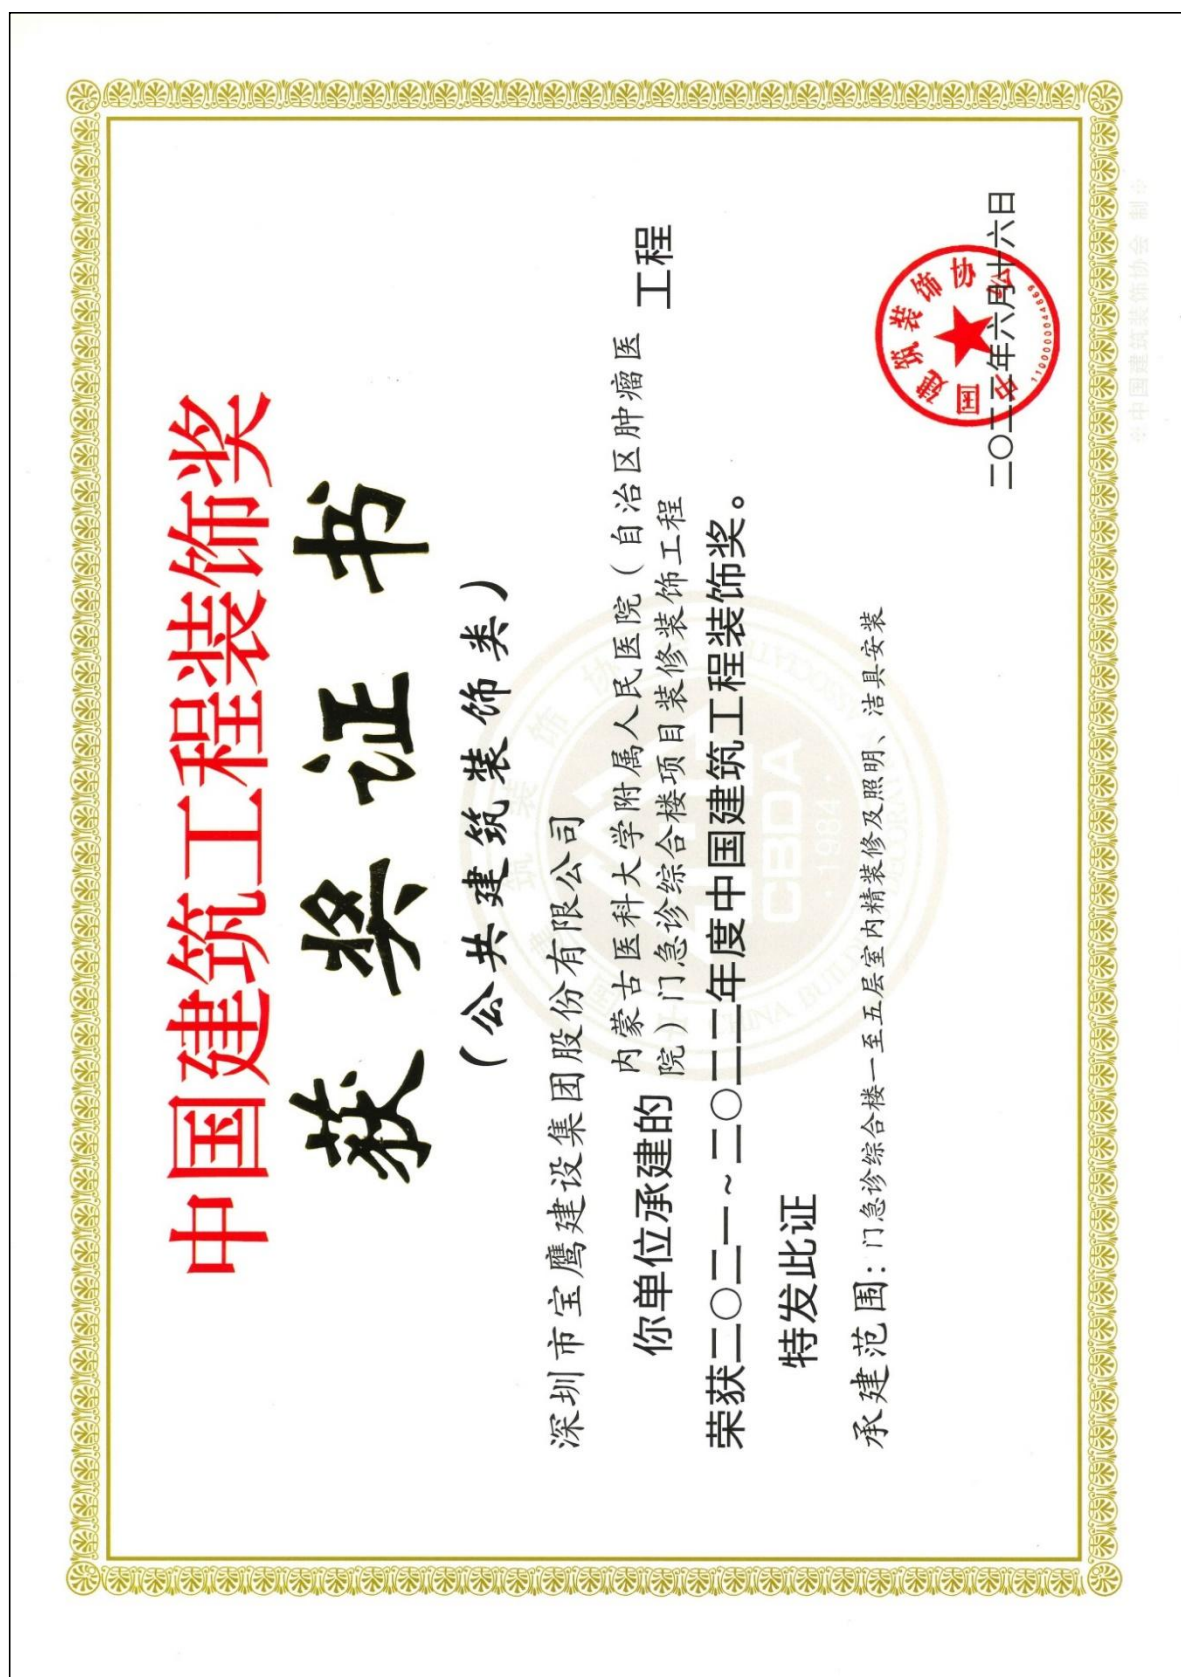 中国建筑工程装饰奖
获奖证书
(公共建筑装饰类)
深圳市宝鹰建设集团股份有限公司
你单位承建的 内蒙古医科大学附属人民医院（自治区肿瘤医
院）门急诊综合楼项目装修装饰工程 工程
荣获二〇二一~二〇二二年度中国建筑工程装饰奖。
特发此证
承建范围：门急诊综合楼一至五层室内精装修及照明、洁具安装
中国建筑装饰协会
二〇二三年六月十六日
CBDA
·1984·
中国建筑装饰协会 制